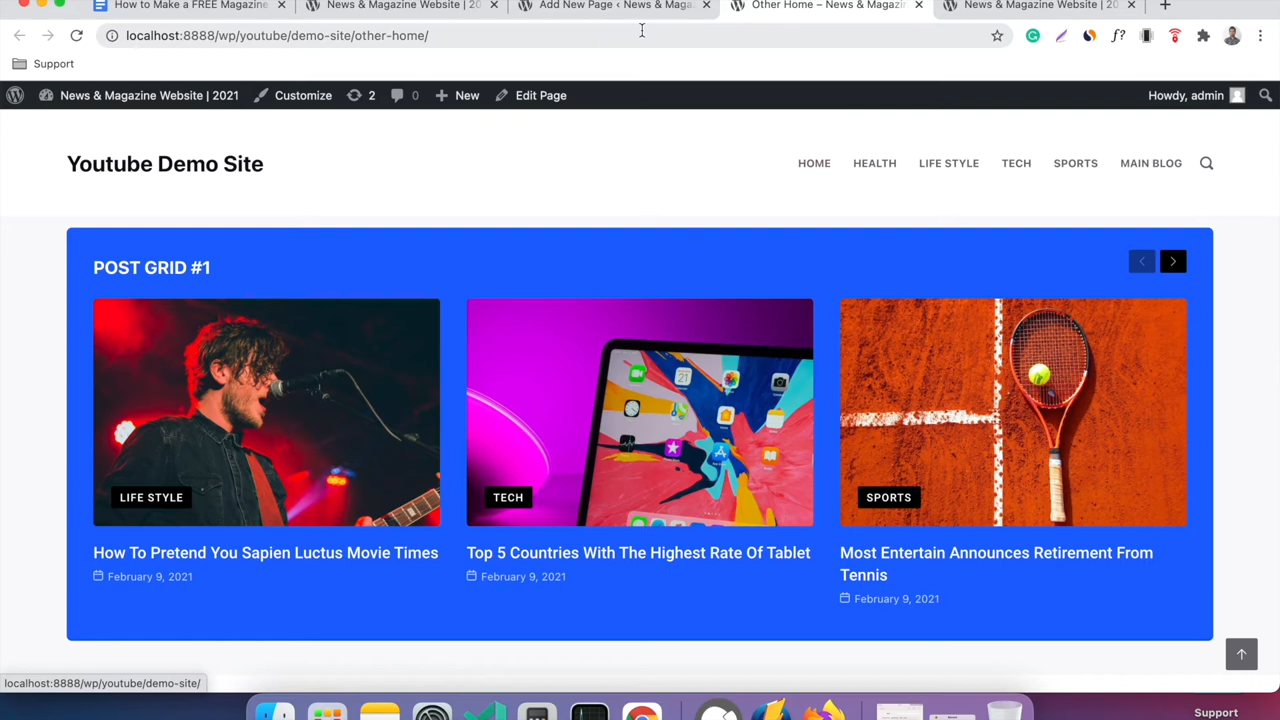 How to Make a FREE Magazine
News & Magazine Website | 20
Add New Page ‹ News & Maga
Other Home – News & Magazin
News & Magazine Website | 20
localhost:8888/wp/youtube/demo-site/other-home/
f?
Support
News & Magazine Website | 2021
Customize
2
0
New
Edit Page
Howdy, admin
Youtube Demo Site
HOME
HEALTH
LIFE STYLE
TECH
SPORTS
MAIN BLOG
POST GRID #1
LIFE STYLE
TECH
SPORTS
How To Pretend You Sapien Luctus Movie Times
February 9, 2021
Top 5 Countries With The Highest Rate Of Tablet
February 9, 2021
Most Entertain Announces Retirement From
Tennis
February 9, 2021
localhost:8888/wp/youtube/demo-site/
Support